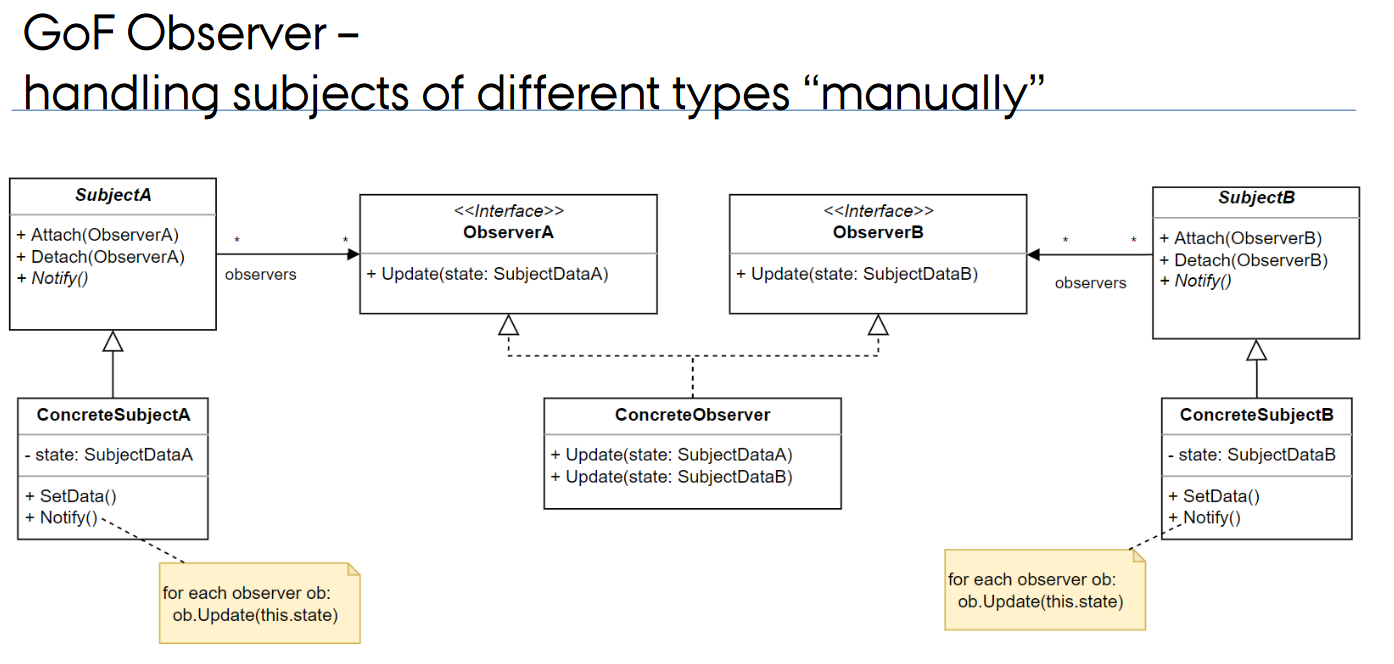 GoF Observer –
handling subjects of different types “manually”
SubjectA
+ Attach(ObserverA)
+ Detach(ObserverA)
+ Notify()
* *
observers
<<Interface>>
ObserverA
+ Update(state: SubjectDataA)
<<Interface>>
ObserverB
+ Update(state: SubjectDataB)
* *
observers
SubjectB
+ Attach(ObserverB)
+ Detach(ObserverB)
+ Notify()
ConcreteSubjectA
- state: SubjectDataA
+ SetData()
+ Notify()
ConcreteObserver
+ Update(state: SubjectDataA)
+ Update(state: SubjectDataB)
ConcreteSubjectB
- state: SubjectDataB
+ SetData()
+ Notify()
for each observer ob:
ob.Update(this.state)
for each observer ob:
ob.Update(this.state)